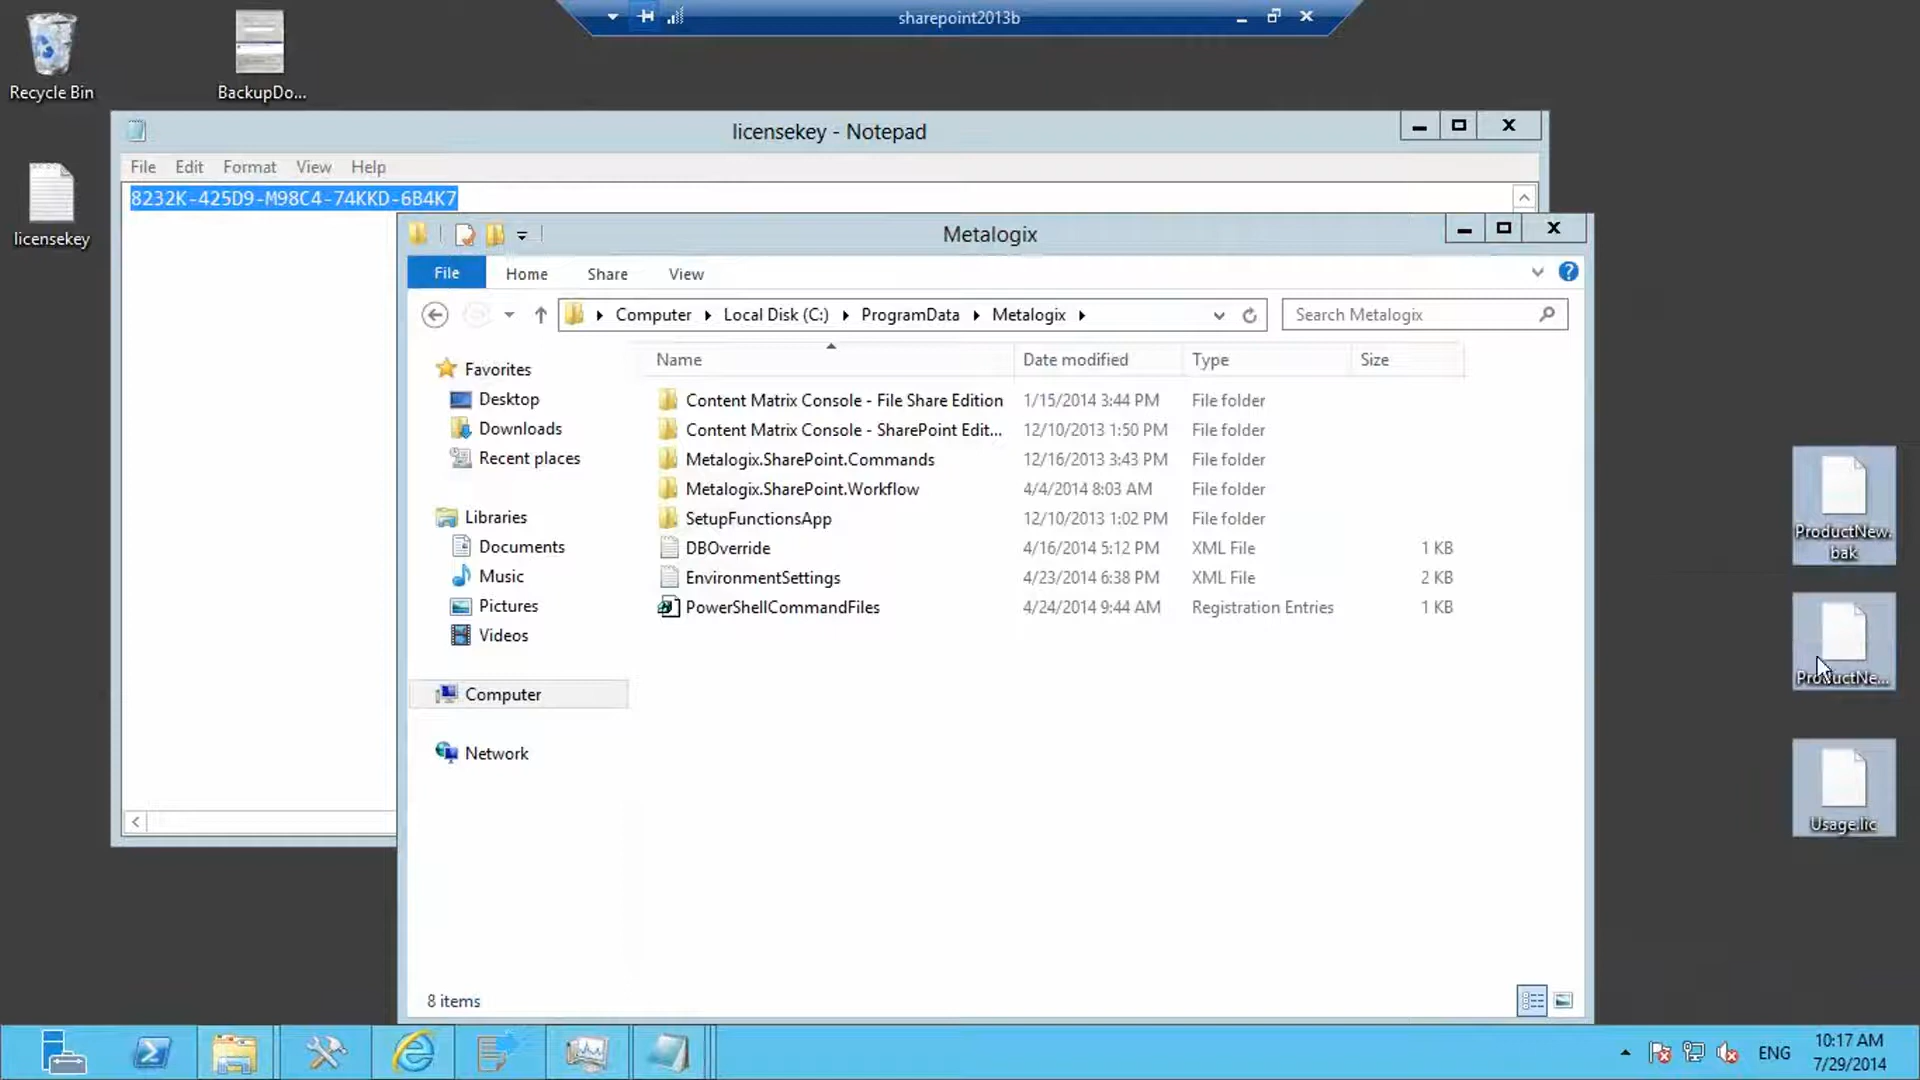 sharepoint2013b
Recycle Bin
BackupDo...
licensekey - Notepad
File Edit Format View Help
8232K-425D9-M98C4-74KKD-6B4K7
licensekey
Metalogix
File Home Share View
Computer Local Disk (C:) ProgramData Metalogix
Search Metalogix
Name Date modified Type Size
Favorites
Desktop
Downloads
Recent places
Libraries
Documents
Music
Pictures
Videos
Computer
Network
Content Matrix Console - File Share Edition 1/15/2014 3:44 PM File folder
Content Matrix Console - SharePoint Edit... 12/10/2013 1:50 PM File folder
Metalogix.SharePoint.Commands 12/16/2013 3:43 PM File folder
Metalogix.SharePoint.Workflow 4/4/2014 8:03 AM File folder
SetupFunctionsApp 12/10/2013 1:02 PM File folder
DBOverride 4/16/2014 5:12 PM XML File 1 KB
EnvironmentSettings 4/23/2014 6:38 PM XML File 2 KB
PowerShellCommandFiles 4/24/2014 9:44 AM Registration Entries 1 KB
8 items
ProductNew.
bak
ProductNe...
Usage.lic
ENG
10:17 AM
7/29/2014